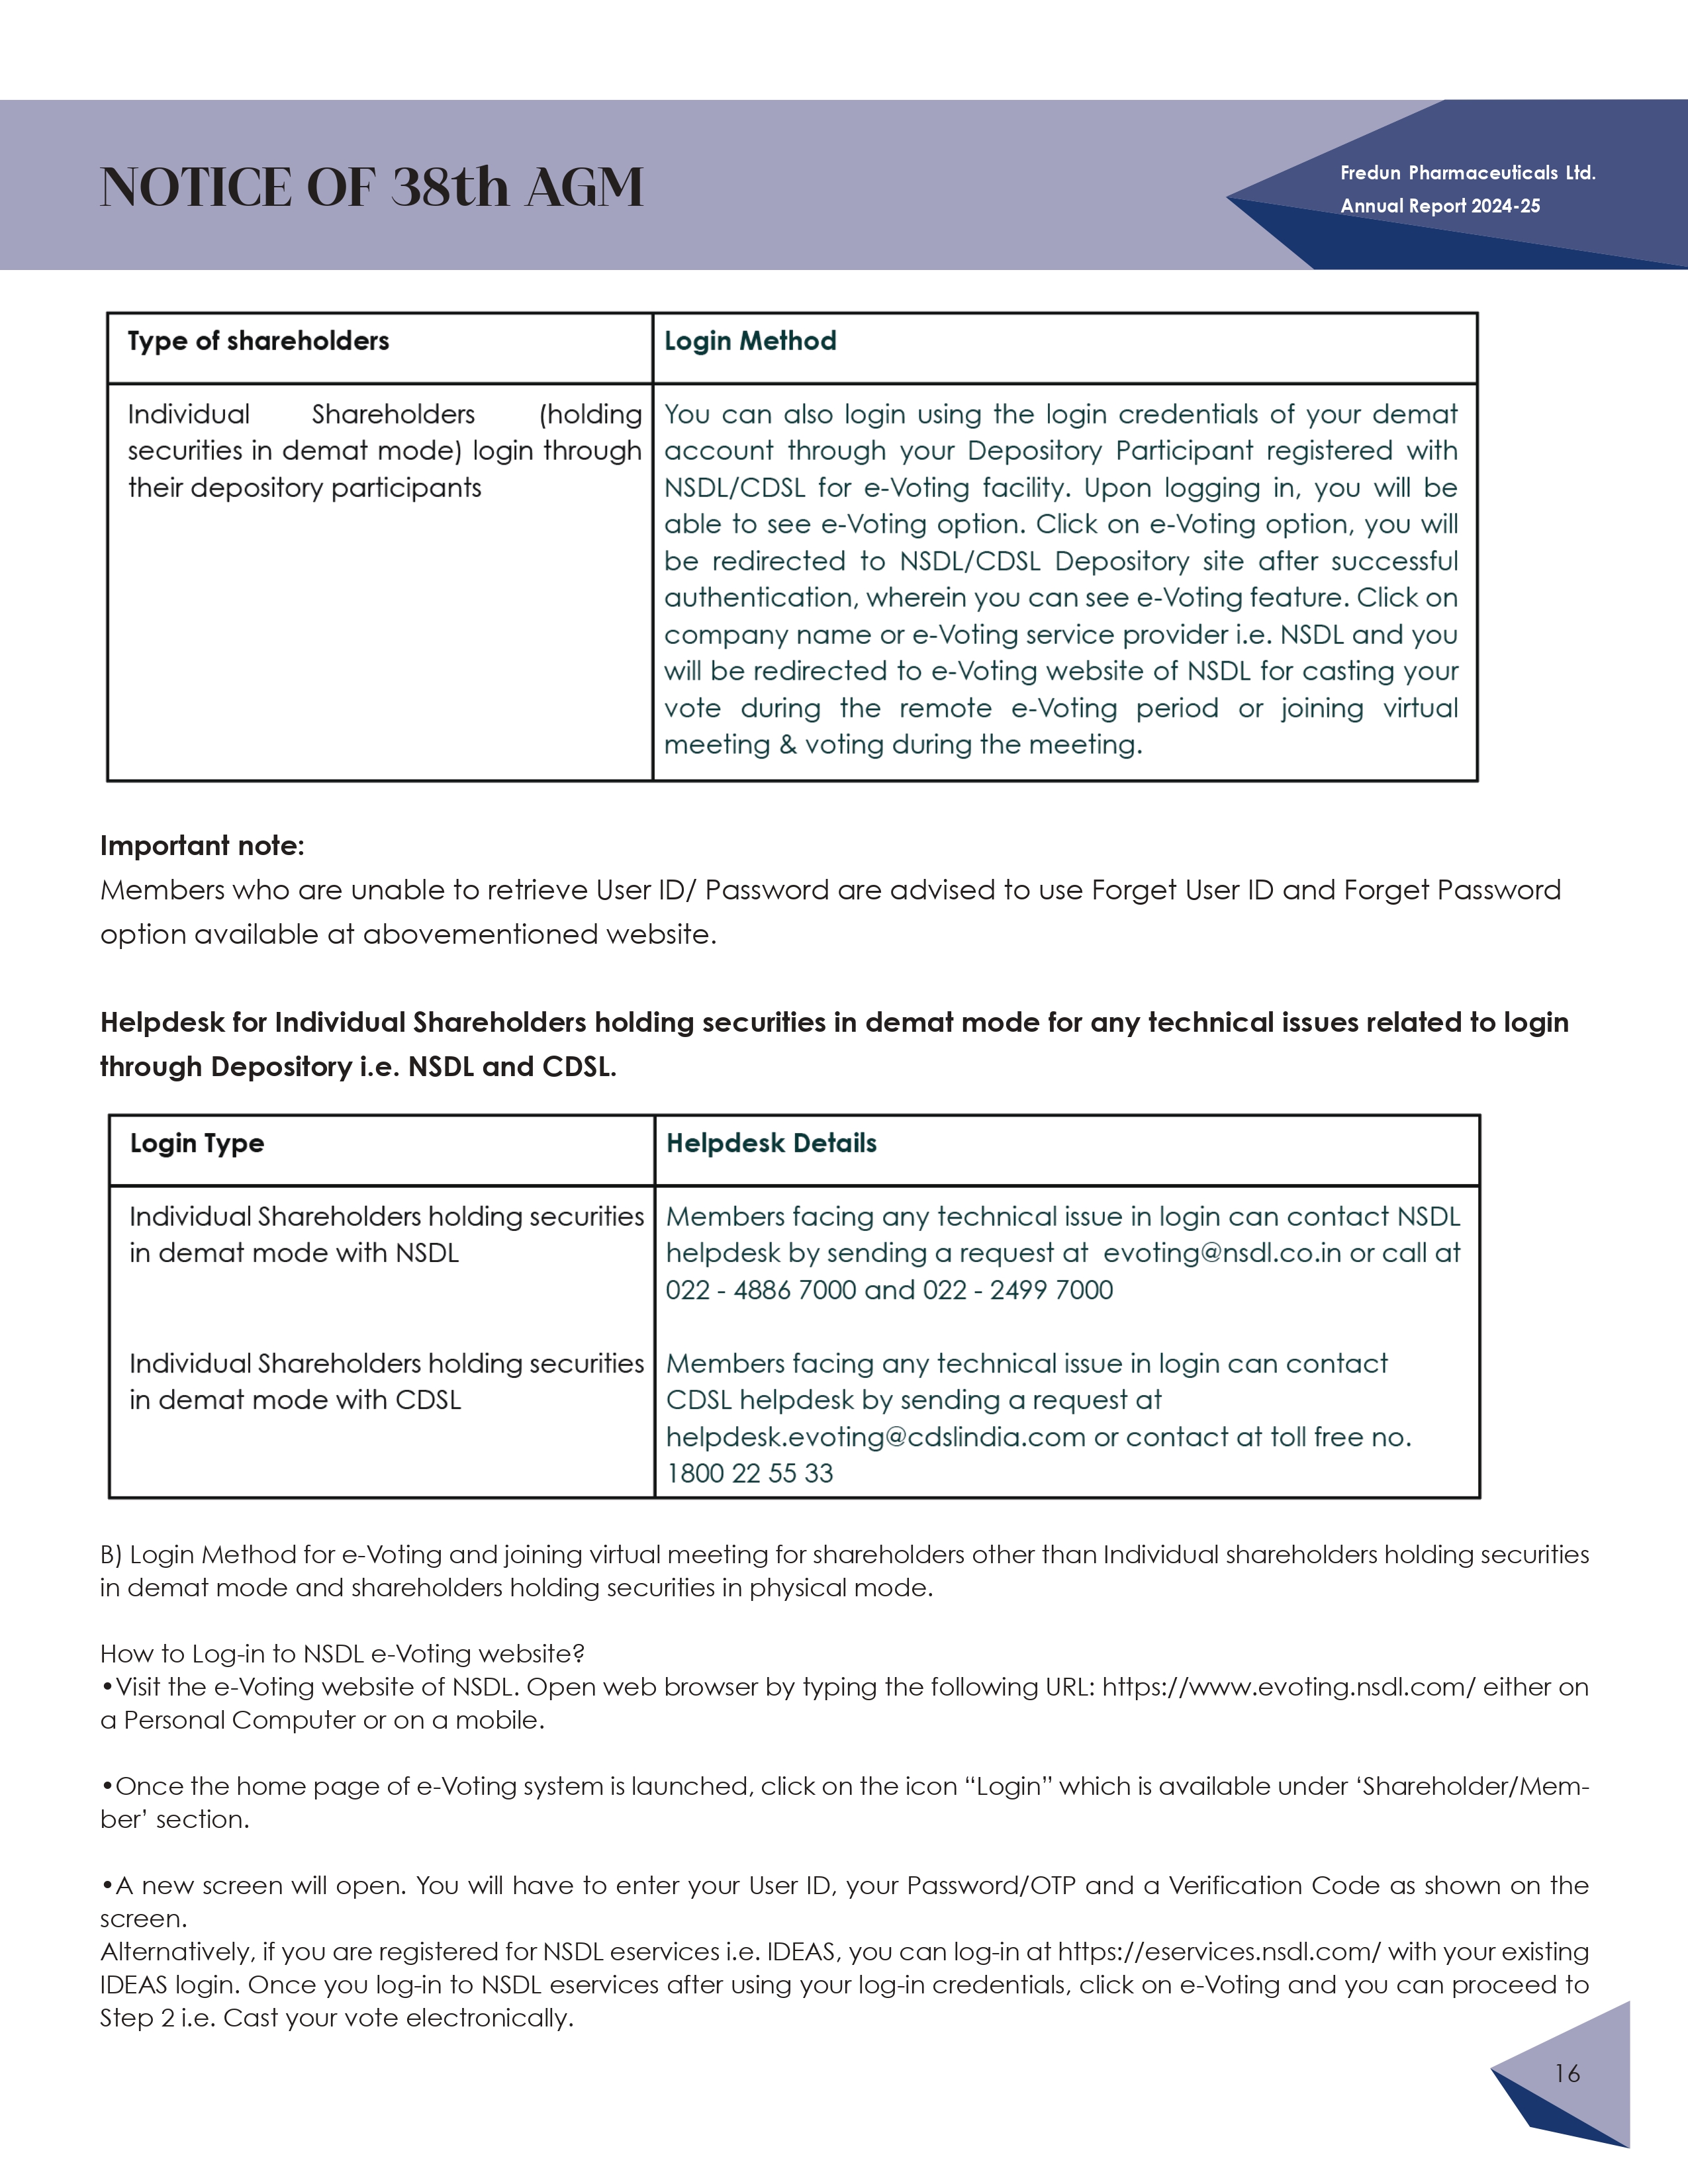 NOTICE OF 38th AGM
Fredun Pharmaceuticals Ltd.
Annual Report 2024-25
Type of shareholders
Login Method
Individual Shareholders (holding
securities in demat mode) login through
their depository participants
You can also login using the login credentials of your demat
account through your Depository Participant registered with
NSDL/CDSL for e-Voting facility. Upon logging in, you will be
able to see e-Voting option. Click on e-Voting option, you will
be redirected to NSDL/CDSL Depository site after successful
authentication, wherein you can see e-Voting feature. Click on
company name or e-Voting service provider i.e. NSDL and you
will be redirected to e-Voting website of NSDL for casting your
vote during the remote e-Voting period or joining virtual
meeting & voting during the meeting.
Important note:
Members who are unable to retrieve User ID/ Password are advised to use Forget User ID and Forget Password
option available at abovementioned website.
Helpdesk for Individual Shareholders holding securities in demat mode for any technical issues related to login
through Depository i.e. NSDL and CDSL.
Login Type
Helpdesk Details
Individual Shareholders holding securities
in demat mode with NSDL
Members facing any technical issue in login can contact NSDL
helpdesk by sending a request at evoting@nsdl.co.in or call at
022 - 4886 7000 and 022 - 2499 7000
Individual Shareholders holding securities
in demat mode with CDSL
Members facing any technical issue in login can contact
CDSL helpdesk by sending a request at
helpdesk.evoting@cdslindia.com or contact at toll free no.
1800 22 55 33
B) Login Method for e-Voting and joining virtual meeting for shareholders other than Individual shareholders holding securities
in demat mode and shareholders holding securities in physical mode.
How to Log-in to NSDL e-Voting website?
•Visit the e-Voting website of NSDL. Open web browser by typing the following URL: https://www.evoting.nsdl.com/ either on
a Personal Computer or on a mobile.
•Once the home page of e-Voting system is launched, click on the icon “Login” which is available under ‘Shareholder/Mem-
ber’ section.
•A new screen will open. You will have to enter your User ID, your Password/OTP and a Verification Code as shown on the
screen.
Alternatively, if you are registered for NSDL eservices i.e. IDEAS, you can log-in at https://eservices.nsdl.com/ with your existing
IDEAS login. Once you log-in to NSDL eservices after using your log-in credentials, click on e-Voting and you can proceed to
Step 2 i.e. Cast your vote electronically.
16